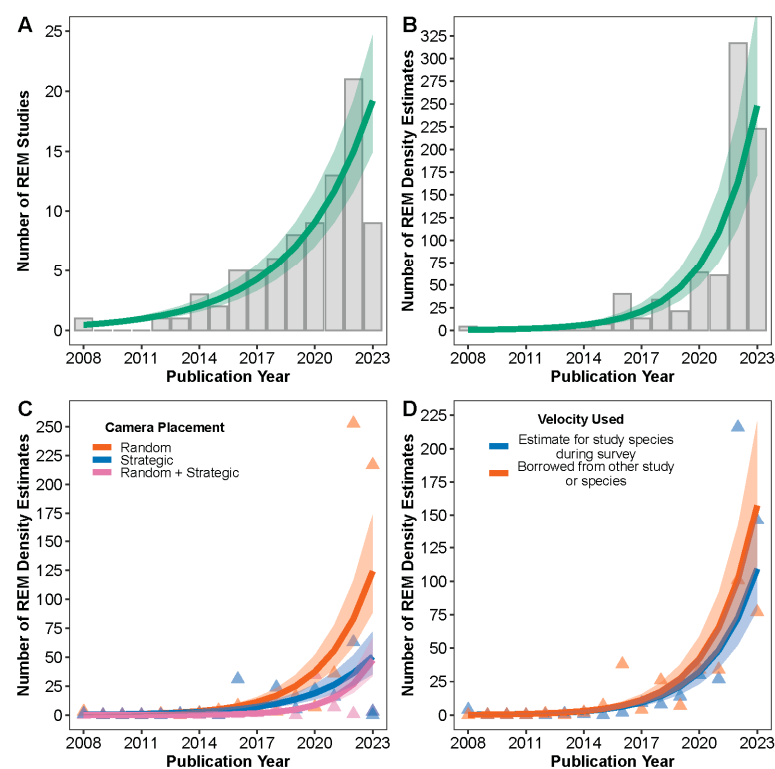 A
Number of REM Studies
25
20
15
10
5
0
2008 2011 2014 2017 2020 2023
Publication Year
B
Number of REM Density Estimates
325
300
275
250
225
200
175
150
125
100
75
50
25
0
2008 2011 2014 2017 2020 2023
Publication Year
C
Number of REM Density Estimates
250
225
200
175
150
125
100
75
50
25
0
Camera Placement
Random
Strategic
Random + Strategic
2008 2011 2014 2017 2020 2023
Publication Year
D
Number of REM Density Estimates
225
200
175
150
125
100
75
50
25
0
Velocity Used
Estimate for study species
during survey
Borrowed from other study
or species
2008 2011 2014 2017 2020 2023
Publication Year